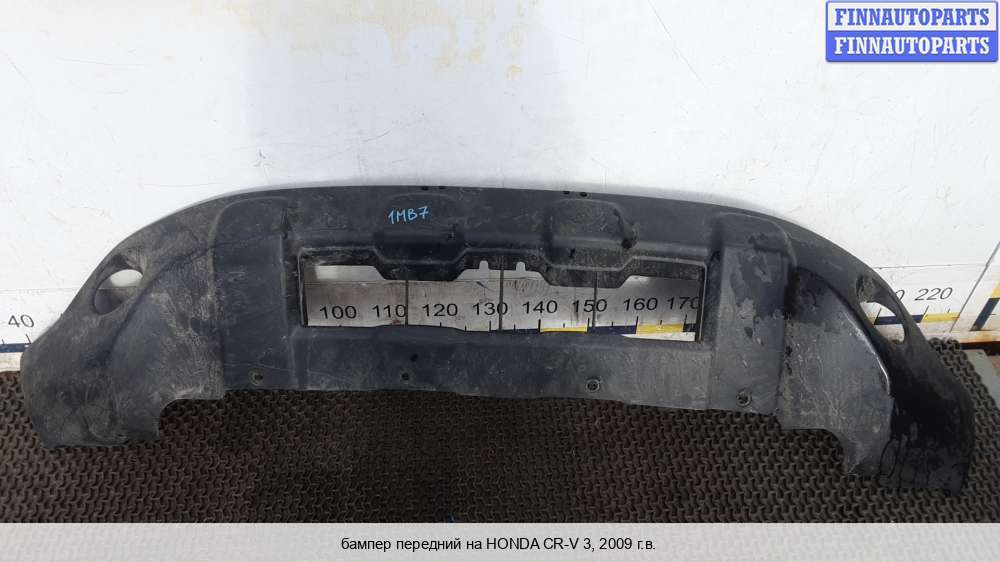 FINNAUTOPARTS
FINNAUTOPARTS
1MB7
40 100 110 120 130 140 150 160 170 220
бампер передний на HONDA CR-V 3, 2009 г.в.